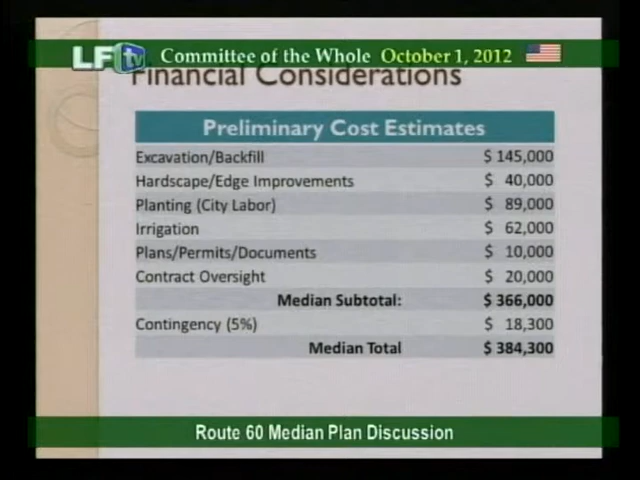 LFtv Committee of the Whole October 1, 2012
Financial Considerations
Preliminary Cost Estimates
Excavation/Backfill $ 145,000
Hardscape/Edge Improvements $ 40,000
Planting (City Labor) $ 89,000
Irrigation $ 62,000
Plans/Permits/Documents $ 10,000
Contract Oversight $ 20,000
Median Subtotal: $ 366,000
Contingency (5%) $ 18,300
Median Total $ 384,300
Route 60 Median Plan Discussion